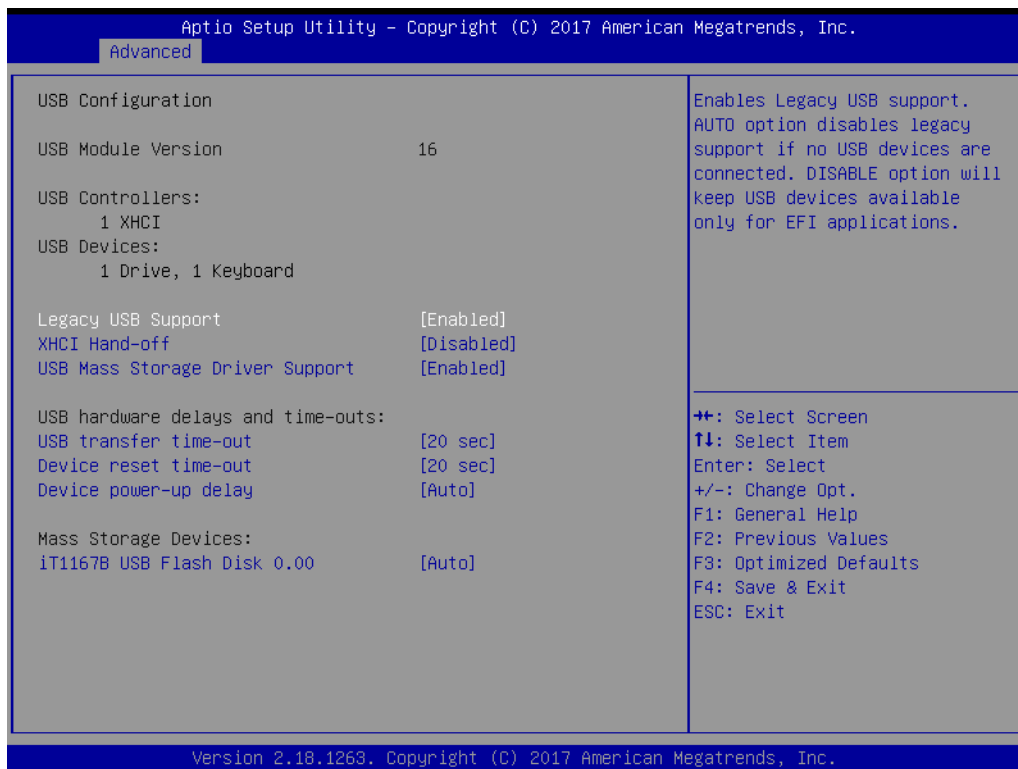 Aptio Setup Utility – Copyright (C) 2017 American Megatrends, Inc.
Advanced
USB Configuration
USB Module Version 16
USB Controllers:
1 XHCI
USB Devices:
1 Drive, 1 Keyboard
Legacy USB Support [Enabled]
XHCI Hand-off [Disabled]
USB Mass Storage Driver Support [Enabled]
USB hardware delays and time-outs:
USB transfer time-out [20 sec]
Device reset time-out [20 sec]
Device power-up delay [Auto]
Mass Storage Devices:
iT1167B USB Flash Disk 0.00 [Auto]
Enables Legacy USB support.
AUTO option disables legacy
support if no USB devices are
connected. DISABLE option will
keep USB devices available
only for EFI applications.
→←: Select Screen
↑↓: Select Item
Enter: Select
+/-: Change Opt.
F1: General Help
F2: Previous Values
F3: Optimized Defaults
F4: Save & Exit
ESC: Exit
Version 2.18.1263. Copyright (C) 2017 American Megatrends, Inc.